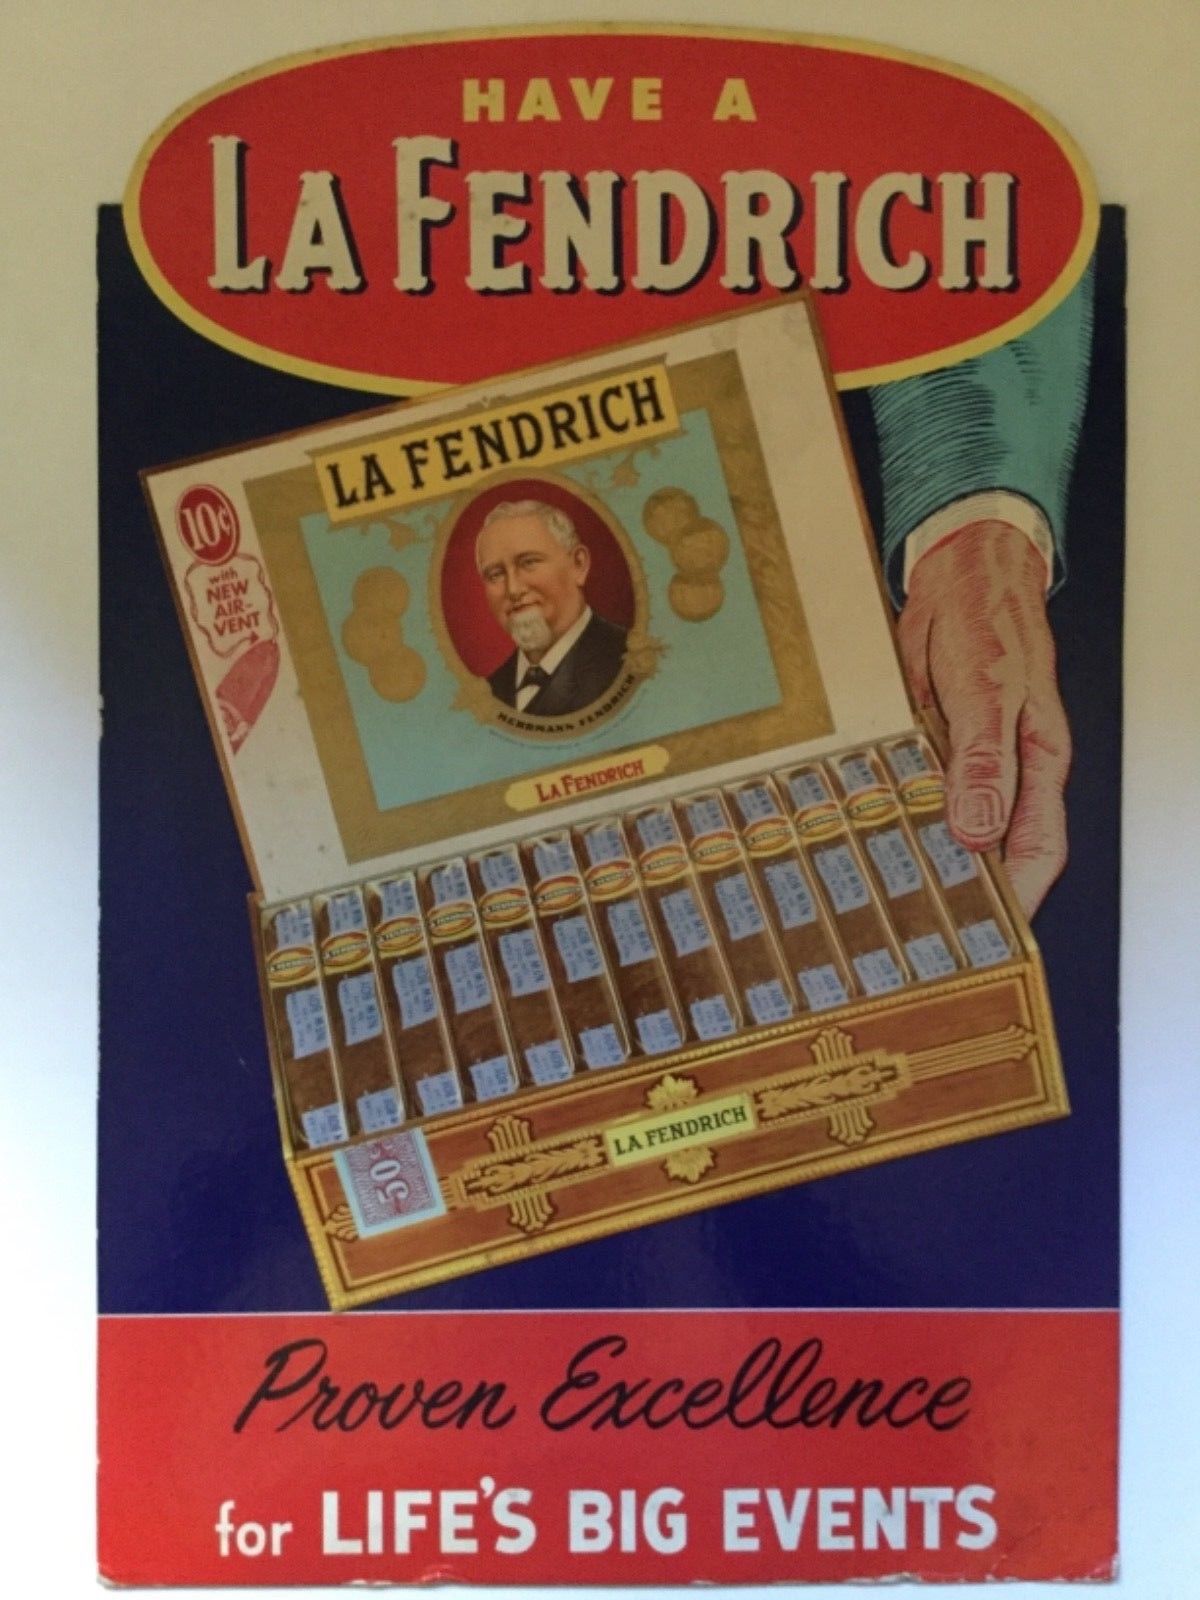 HAVE A
LA FENDRICH
LA FENDRICH
10¢
with
NEW
AIR-
VENT
HERRMANN FENDRICH
LA FENDRICH
LA FENDRICH
50¢
Proven Excellence
for LIFE'S BIG EVENTS